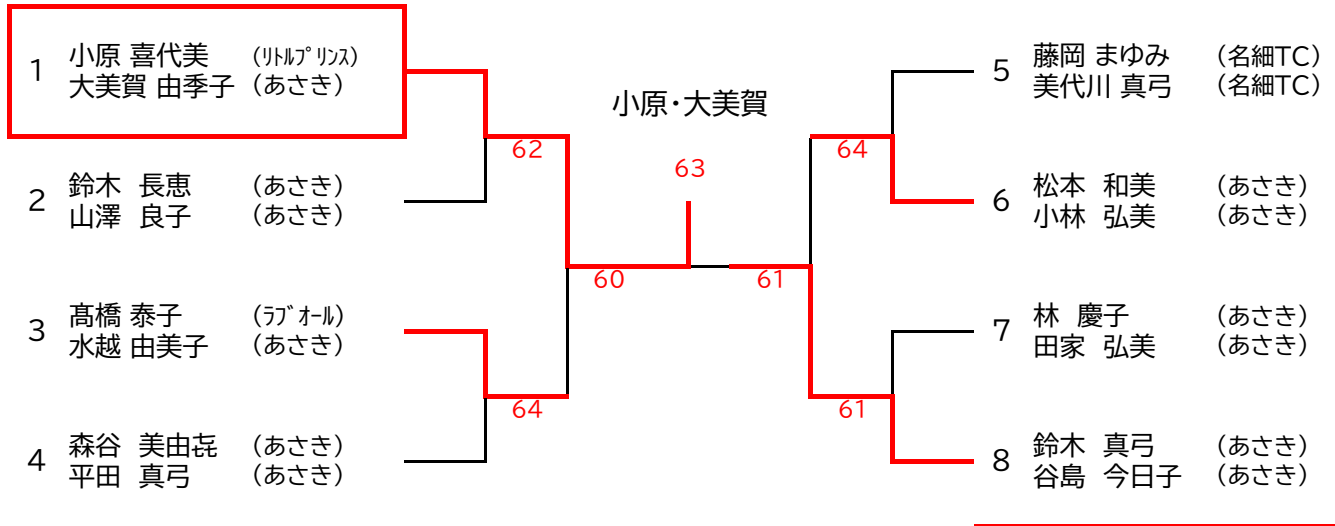 1 小原 喜代美 (ﾘﾄﾙﾌﾟﾘﾝｽ)
大美賀 由季子 (あさき)
2 鈴木 長恵 (あさき)
山澤 良子 (あさき)
3 髙橋 泰子 (ﾗﾌﾞｵｰﾙ)
水越 由美子 (あさき)
4 森谷 美由㐂 (あさき)
平田 真弓 (あさき)
62
64
60
小原・大美賀
63
61
64
61
5 藤岡 まゆみ (名細TC)
美代川 真弓 (名細TC)
6 松本 和美 (あさき)
小林 弘美 (あさき)
7 林 慶子 (あさき)
田家 弘美 (あさき)
8 鈴木 真弓 (あさき)
谷島 今日子 (あさき)